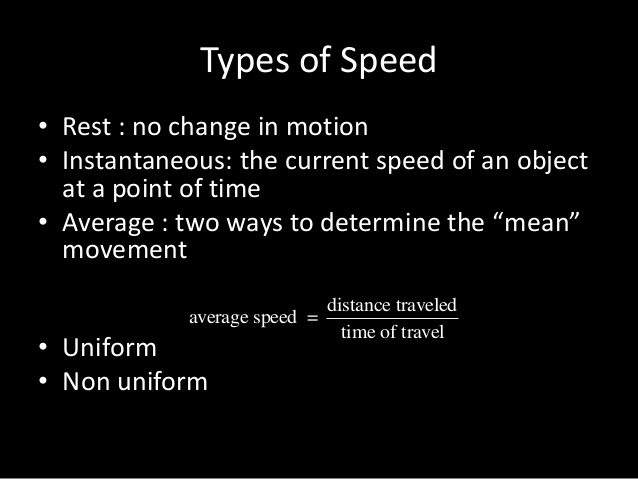 Types of Speed
• Rest : no change in motion
• Instantaneous: the current speed of an object
at a point of time
• Average : two ways to determine the “mean”
movement
average speed = distance traveled
time of travel
• Uniform
• Non uniform